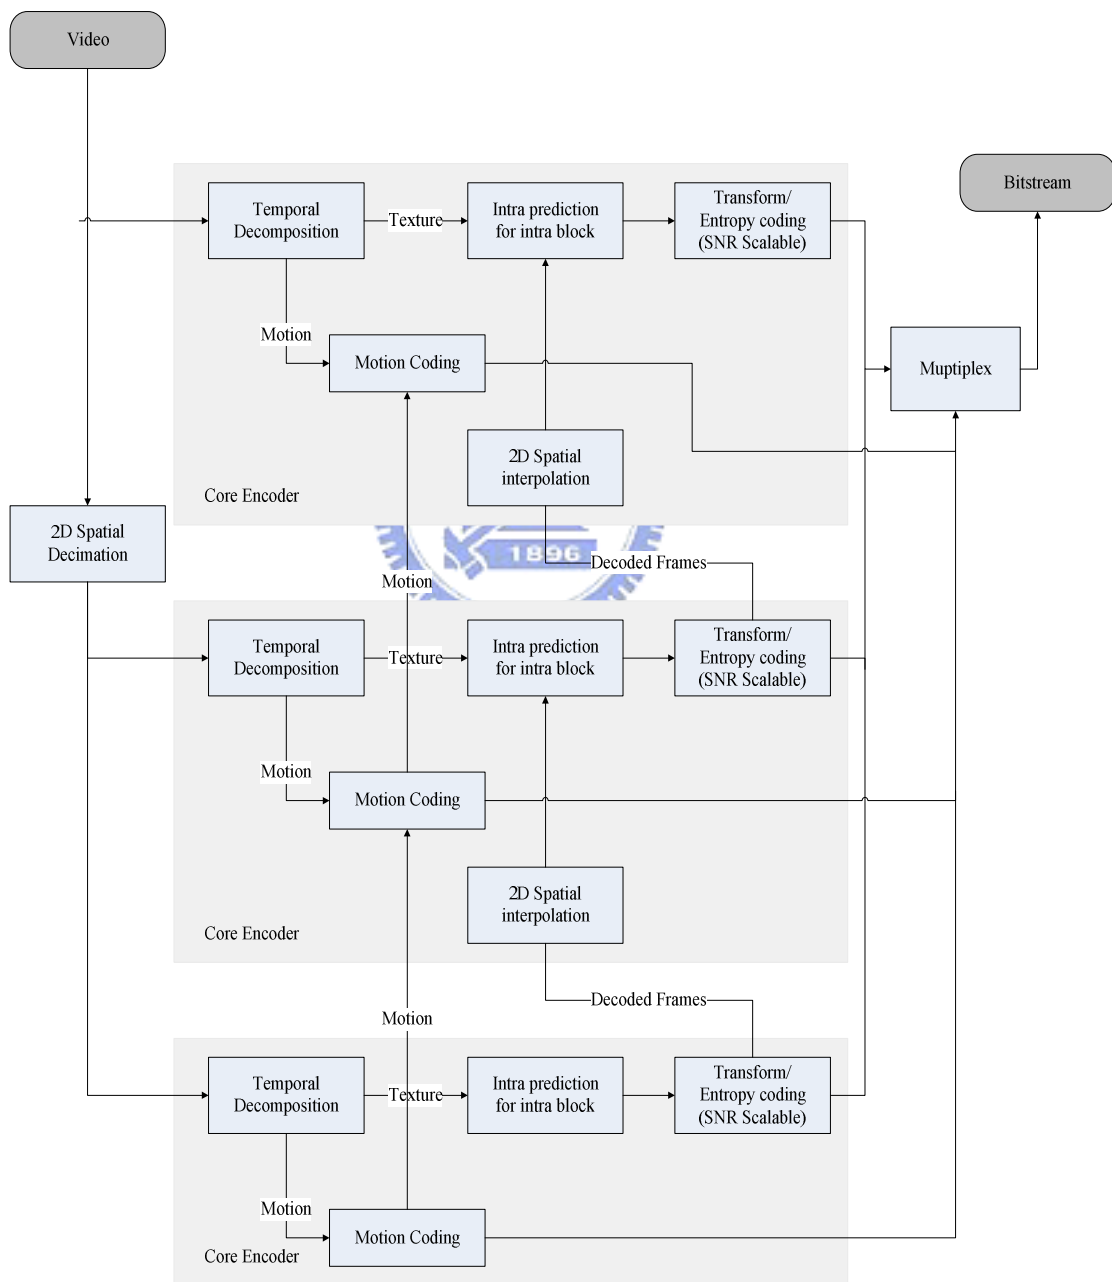 Video
Bitstream
Temporal
Decomposition
Texture
Intra prediction
for intra block
Transform/
Entropy coding
(SNR Scalable)
Motion
Motion Coding
Muptiplex
2D Spatial
interpolation
Core Encoder
2D Spatial
Decimation
1896
Decoded Frames
Motion
Temporal
Decomposition
Texture
Intra prediction
for intra block
Transform/
Entropy coding
(SNR Scalable)
Motion
Motion Coding
2D Spatial
interpolation
Core Encoder
Decoded Frames
Motion
Temporal
Decomposition
Texture
Intra prediction
for intra block
Transform/
Entropy coding
(SNR Scalable)
Motion
Motion Coding
Core Encoder